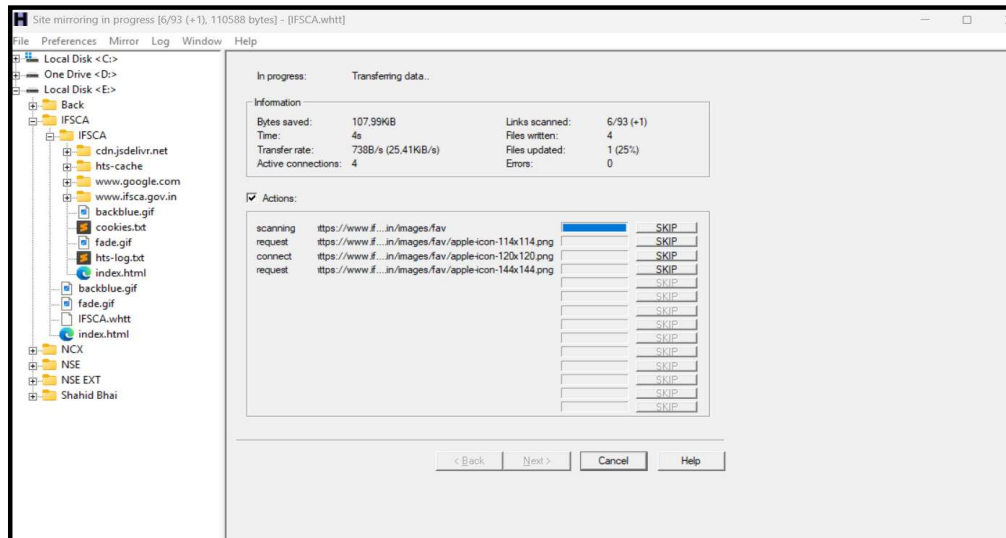 Site mirroring in progress [6/93 (+1), 110588 bytes] - [IFSCA.whtt]
File Preferences Mirror Log Window Help
Local Disk <C:>
One Drive <D:>
Local Disk <E:>
Back
IFSCA
IFSCA
cdn.jsdelivr.net
hts-cache
www.google.com
www.ifsca.gov.in
backblue.gif
cookies.txt
fade.gif
hts-log.txt
index.html
backblue.gif
fade.gif
IFSCA.whtt
index.html
NCX
NSE
NSE EXT
Shahid Bhai
In progress: Transferring data..
Information
Bytes saved: 107,99KiB Links scanned: 6/93 (+1)
Time: 4s Files written: 4
Transfer rate: 738B/s (25,41KiB/s) Files updated: 1 (25%)
Active connections: 4 Errors: 0
Actions:
scanning ittps://www.if....in/images/fav SKIP
request ittps://www.if....in/images/fav/apple-icon-114x114.png SKIP
connect ittps://www.if....in/images/fav/apple-icon-120x120.png SKIP
request ittps://www.if....in/images/fav/apple-icon-144x144.png SKIP
SKIP
SKIP
SKIP
SKIP
SKIP
SKIP
SKIP
SKIP
SKIP
SKIP
< Back Next > Cancel Help